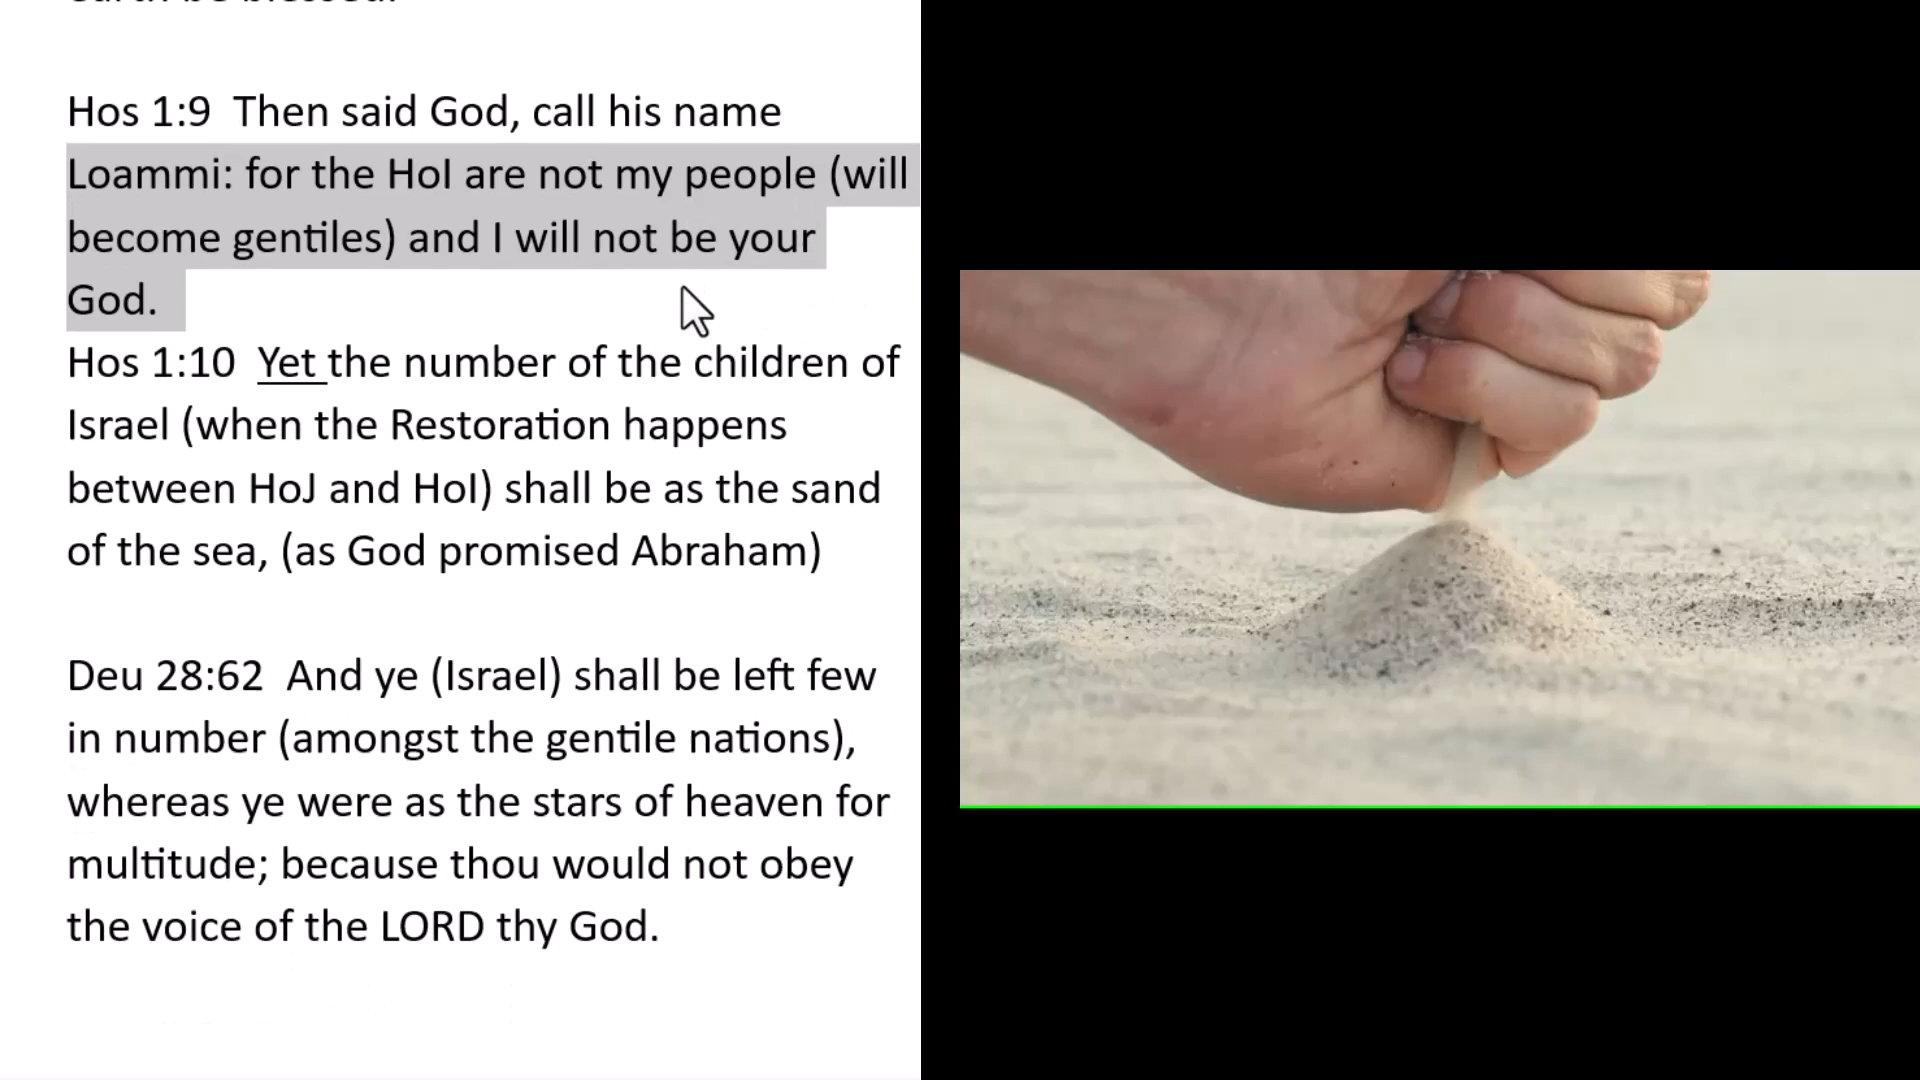 earth be blessed.
Hos 1:9  Then said God, call his name
Loammi: for the HoI are not my people (will
become gentiles) and I will not be your
God.
Hos 1:10  Yet the number of the children of
Israel (when the Restoration happens
between HoJ and HoI) shall be as the sand
of the sea, (as God promised Abraham)
Deu 28:62  And ye (Israel) shall be left few
in number (amongst the gentile nations),
whereas ye were as the stars of heaven for
multitude; because thou would not obey
the voice of the LORD thy God.